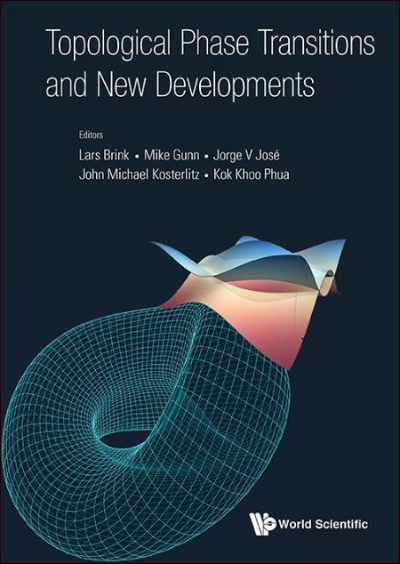 Topological Phase Transitions
and New Developments
Editors
Lars Brink • Mike Gunn • Jorge V José
John Michael Kosterlitz • Kok Khoo Phua
World Scientific